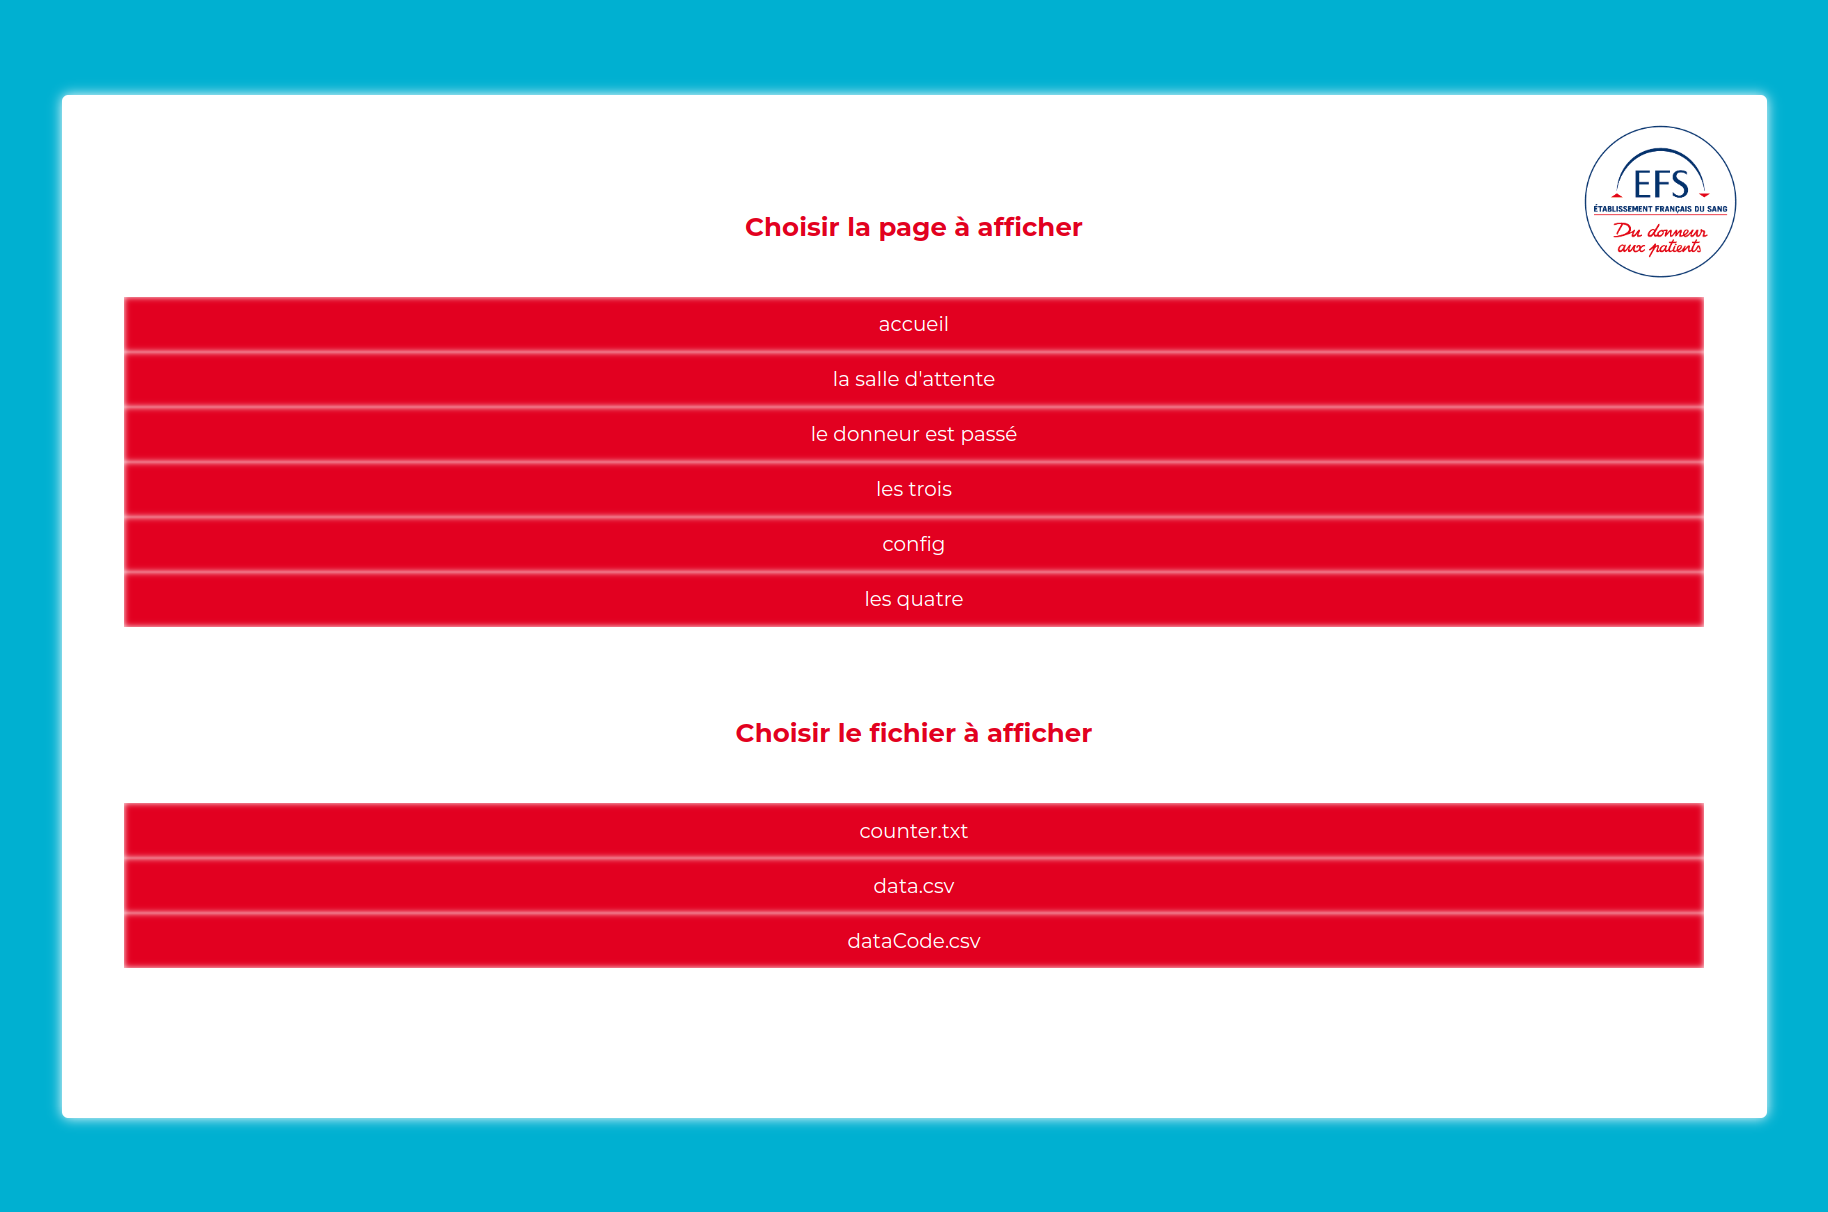 EFS
ÉTABLISSEMENT FRANÇAIS DU SANG
Du donneur
aux patients
Choisir la page à afficher
accueil
la salle d'attente
le donneur est passé
les trois
config
les quatre
Choisir le fichier à afficher
counter.txt
data.csv
dataCode.csv